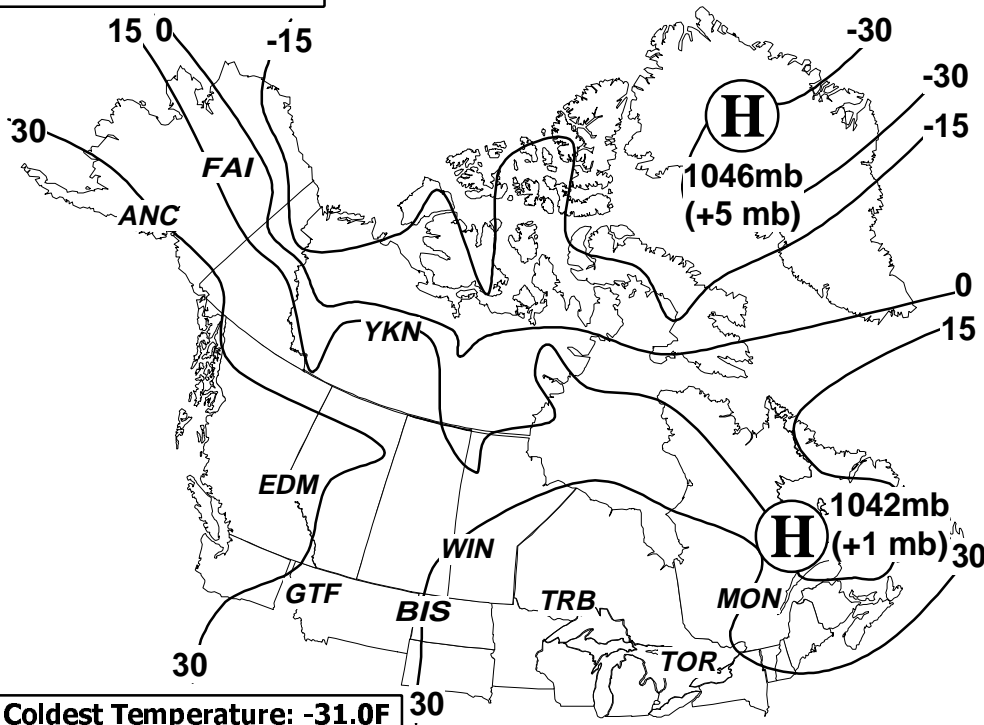 15 0 -15 -30
-30
30 -15
FAI
H
1046mb
(+5 mb)
ANC
0
YKN 15
EDM
1042mb
H (+1 mb)
WIN 30
GTF BIS TRB MON
TOR
30
30
Coldest Temperature: -31.0F